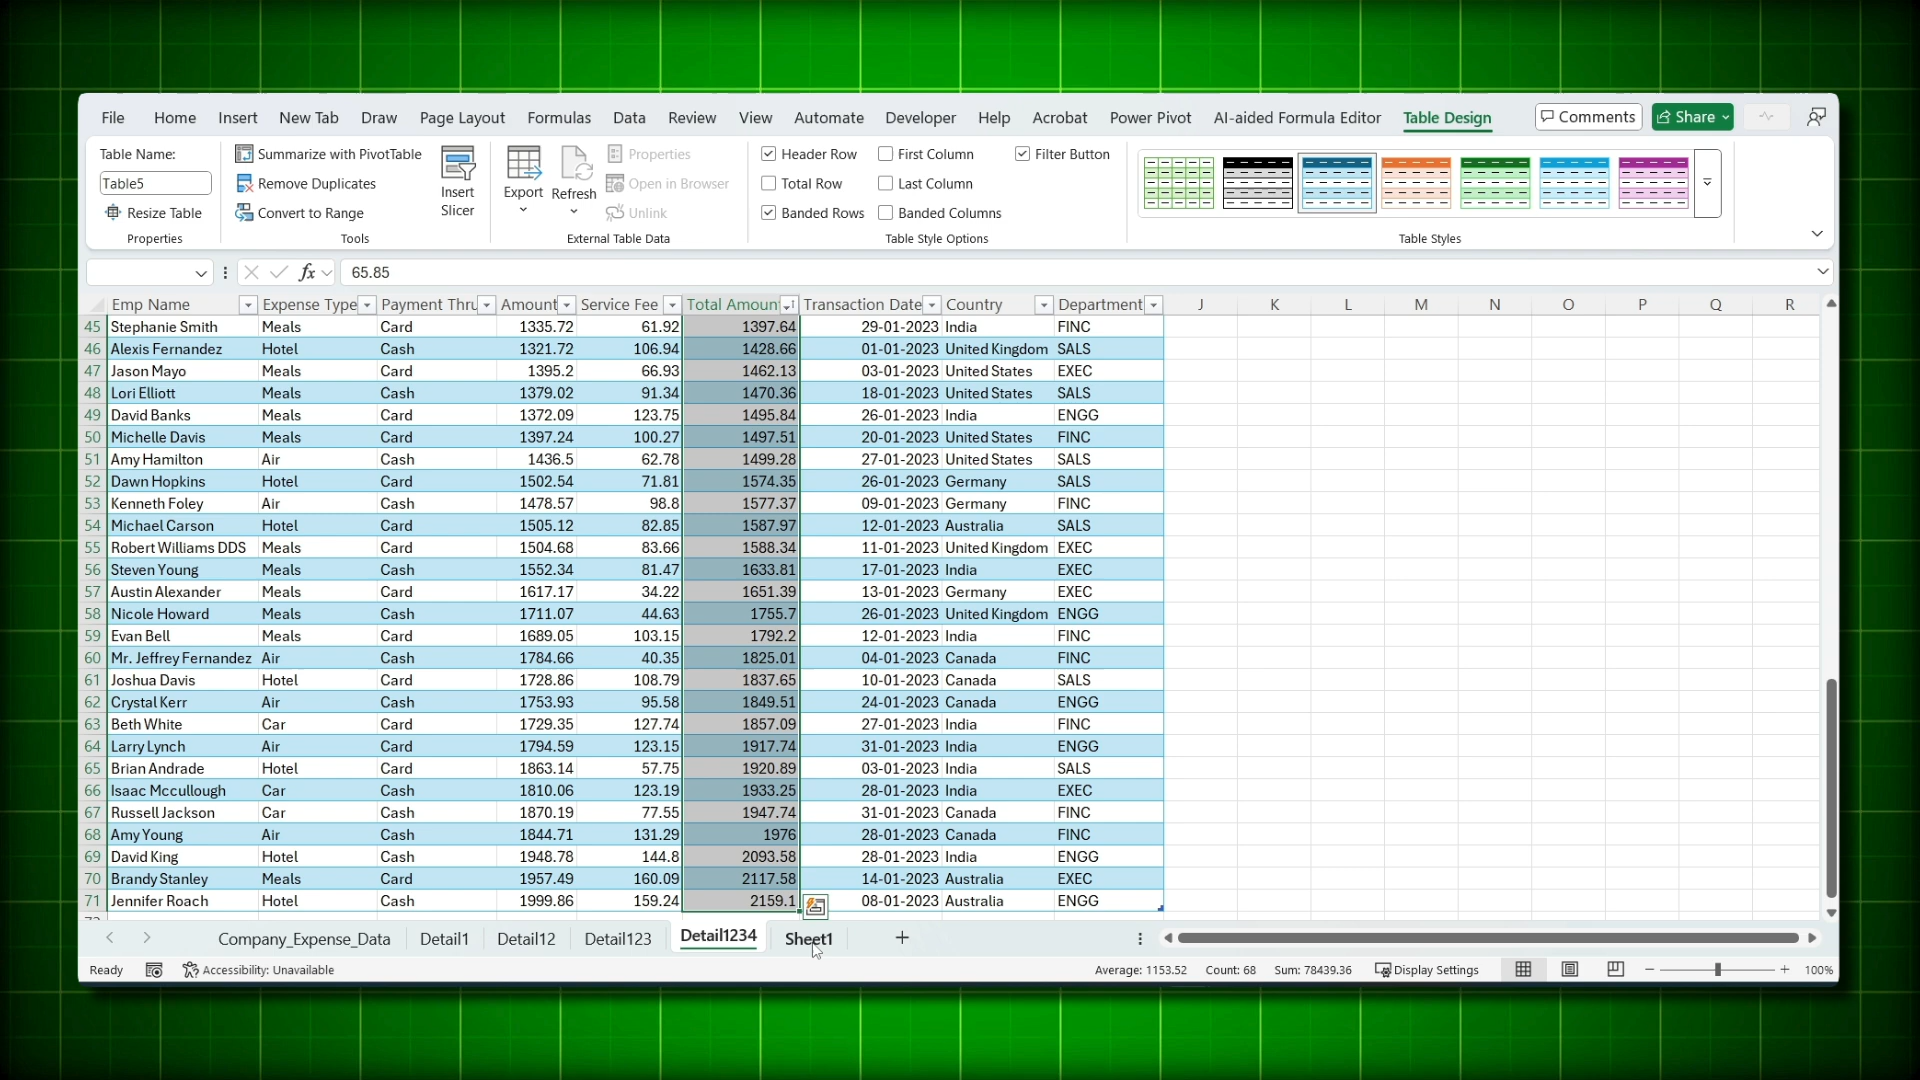 File Home Insert New Tab Draw Page Layout Formulas Data Review View Automate Developer Help Acrobat Power Pivot AI-aided Formula Editor Table Design Comments Share
Table Name:
Table5
Resize Table
Properties
Summarize with PivotTable
Remove Duplicates
Convert to Range
Tools
Insert
Slicer
Export
Refresh
Properties
Open in Browser
Unlink
External Table Data
Header Row
Total Row
Banded Rows
First Column
Last Column
Banded Columns
Filter Button
Table Style Options
Table Styles
fx 65.85
Emp Name Expense Type Payment Thru Amount Service Fee Total Amoun Transaction Date Country Department J K L M N O P Q R
45 Stephanie Smith Meals Card 1335.72 61.92 1397.64 29-01-2023 India FINC
46 Alexis Fernandez Hotel Cash 1321.72 106.94 1428.66 01-01-2023 United Kingdom SALS
47 Jason Mayo Meals Card 1395.2 66.93 1462.13 03-01-2023 United States EXEC
48 Lori Elliott Meals Cash 1379.02 91.34 1470.36 18-01-2023 United States SALS
49 David Banks Meals Card 1372.09 123.75 1495.84 26-01-2023 India ENGG
50 Michelle Davis Meals Card 1397.24 100.27 1497.51 20-01-2023 United States FINC
51 Amy Hamilton Air Cash 1436.5 62.78 1499.28 27-01-2023 United States SALS
52 Dawn Hopkins Hotel Cash 1502.54 71.81 1574.35 26-01-2023 Germany SALS
53 Kenneth Foley Air Cash 1478.57 98.8 1577.37 09-01-2023 Germany FINC
54 Michael Carson Hotel Card 1505.12 82.85 1587.97 12-01-2023 Australia SALS
55 Robert Williams DDS Meals Card 1504.68 83.66 1588.34 11-01-2023 United Kingdom EXEC
56 Steven Young Meals Cash 1552.34 81.47 1633.81 17-01-2023 India EXEC
57 Austin Alexander Meals Card 1617.17 34.22 1651.39 13-01-2023 Germany EXEC
58 Nicole Howard Meals Cash 1711.07 44.63 1755.7 26-01-2023 United Kingdom ENGG
59 Evan Bell Meals Card 1689.05 103.15 1792.2 12-01-2023 India FINC
60 Mr. Jeffrey Fernandez Air Cash 1784.66 40.35 1825.01 04-01-2023 Canada FINC
61 Joshua Davis Hotel Card 1728.86 108.79 1837.65 10-01-2023 Canada SALS
62 Crystal Kerr Air Cash 1753.93 95.58 1849.51 24-01-2023 Canada ENGG
63 Beth White Car Card 1729.35 127.74 1857.09 27-01-2023 India FINC
64 Larry Lynch Air Card 1794.59 123.15 1917.74 31-01-2023 India ENGG
65 Brian Andrade Hotel Card 1863.14 57.75 1920.89 03-01-2023 India SALS
66 Isaac Mccullough Car Cash 1810.06 123.19 1933.25 28-01-2023 India EXEC
67 Russell Jackson Car Cash 1870.19 77.55 1947.74 31-01-2023 Canada FINC
68 Amy Young Air Cash 1844.71 131.29 1976 28-01-2023 Canada FINC
69 David King Hotel Cash 1948.78 144.8 2093.58 28-01-2023 India ENGG
70 Brandy Stanley Meals Card 1957.49 160.09 2117.58 14-01-2023 Australia EXEC
71 Jennifer Roach Hotel Cash 1999.86 159.24 2159.1 08-01-2023 Australia ENGG
Company_Expense_Data Detail1 Detail12 Detail123 Detail1234 Sheet1
Ready Accessibility: Unavailable Average: 1153.52 Count: 68 Sum: 78439.36 Display Settings 100%